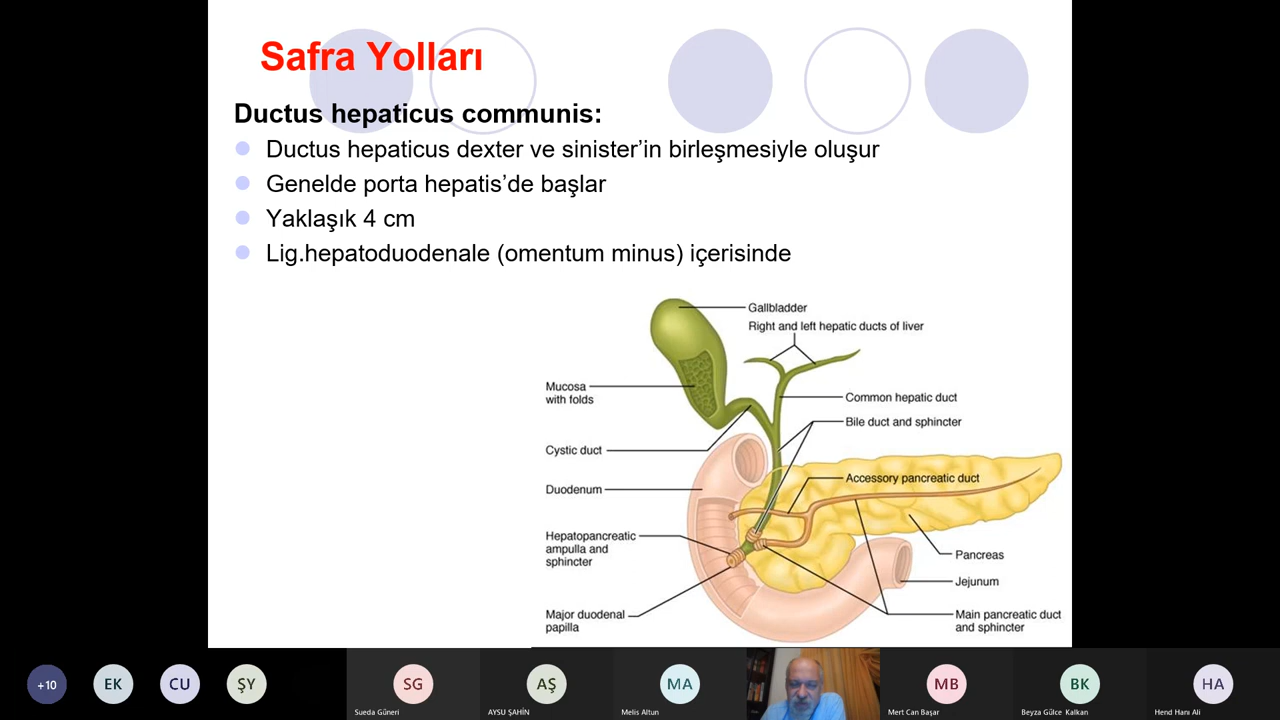 Safra Yolları
Ductus hepaticus communis:
Ductus hepaticus dexter ve sinister’in birleşmesiyle oluşur
Genelde porta hepatis’de başlar
Yaklaşık 4 cm
Lig.hepatoduodenale (omentum minus) içerisinde
Gallbladder
Right and left hepatic ducts of liver
Mucosa
with folds
Common hepatic duct
Bile duct and sphincter
Cystic duct
Accessory pancreatic duct
Duodenum
Hepatopancreatic
ampulla and
sphincter
Pancreas
Jejunum
Major duodenal
papilla
Main pancreatic duct
and sphincter
+10
EK
CU
ŞY
SG
Sueda Güneri
AŞ
AYSU ŞAHİN
MA
Melis Altun
MB
Mert Can Başar
BK
Beyza Gülce Kalkan
HA
Hend Hanı Ali